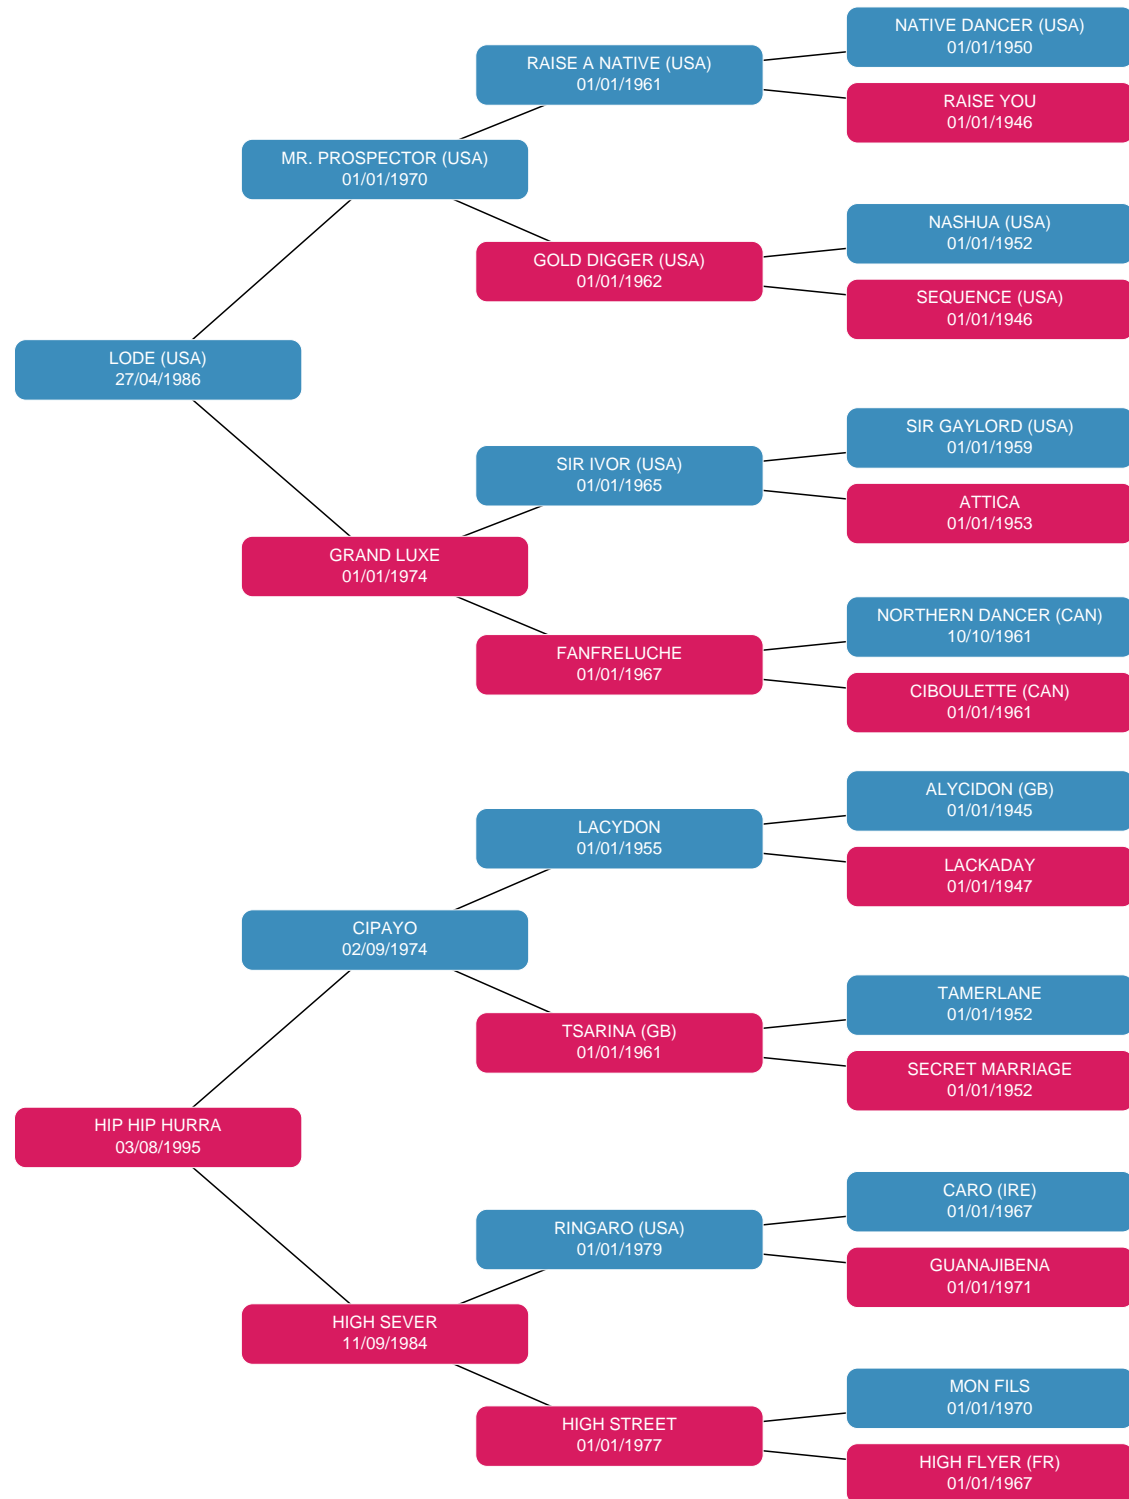 NATIVE DANCER (USA)
01/01/1950
RAISE A NATIVE (USA)
01/01/1961
RAISE YOU
01/01/1946
MR. PROSPECTOR (USA)
01/01/1970
NASHUA (USA)
01/01/1952
GOLD DIGGER (USA)
01/01/1962
SEQUENCE (USA)
01/01/1946
LODE (USA)
27/04/1986
SIR GAYLORD (USA)
01/01/1959
SIR IVOR (USA)
01/01/1965
ATTICA
01/01/1953
GRAND LUXE
01/01/1974
NORTHERN DANCER (CAN)
10/10/1961
FANFRELUCHE
01/01/1967
CIBOULETTE (CAN)
01/01/1961
ALYCIDON (GB)
01/01/1945
LACYDON
01/01/1955
LACKADAY
01/01/1947
CIPAYO
02/09/1974
TAMERLANE
01/01/1952
TSARINA (GB)
01/01/1961
SECRET MARRIAGE
01/01/1952
HIP HIP HURRA
03/08/1995
CARO (IRE)
01/01/1967
RINGARO (USA)
01/01/1979
GUANAJIBENA
01/01/1971
HIGH SEVER
11/09/1984
MON FILS
01/01/1970
HIGH STREET
01/01/1977
HIGH FLYER (FR)
01/01/1967